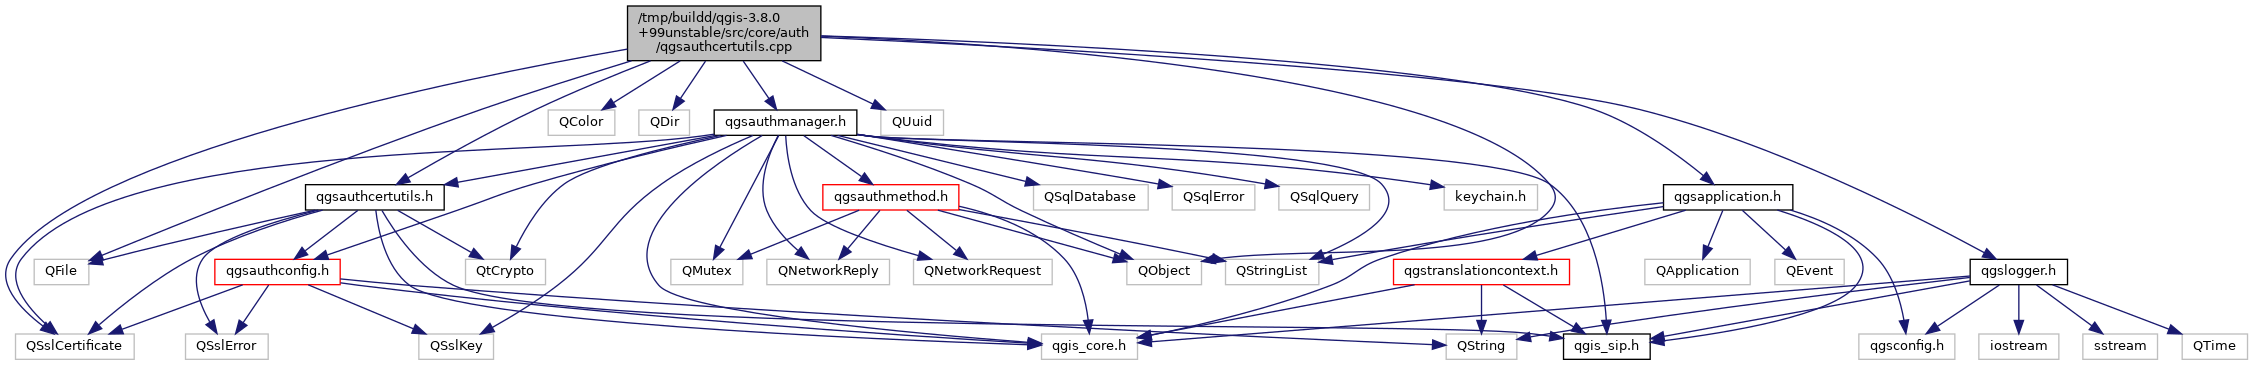 /tmp/buildd/qgis-3.8.0
+99unstable/src/core/auth
/qgsauthcertutils.cpp
QColor
QDir
qgsauthmanager.h
QUuid
qgsauthcertutils.h
qgsauthmethod.h
QSqlDatabase
QSqlError
QSqlQuery
keychain.h
qgsapplication.h
QFile
qgsauthconfig.h
QtCrypto
QMutex
QNetworkReply
QNetworkRequest
QObject
QStringList
qgstranslationcontext.h
QApplication
QEvent
qgslogger.h
QSslCertificate
QSslError
QSslKey
qgis_core.h
QString
qgis_sip.h
qgsconfig.h
iostream
sstream
QTime